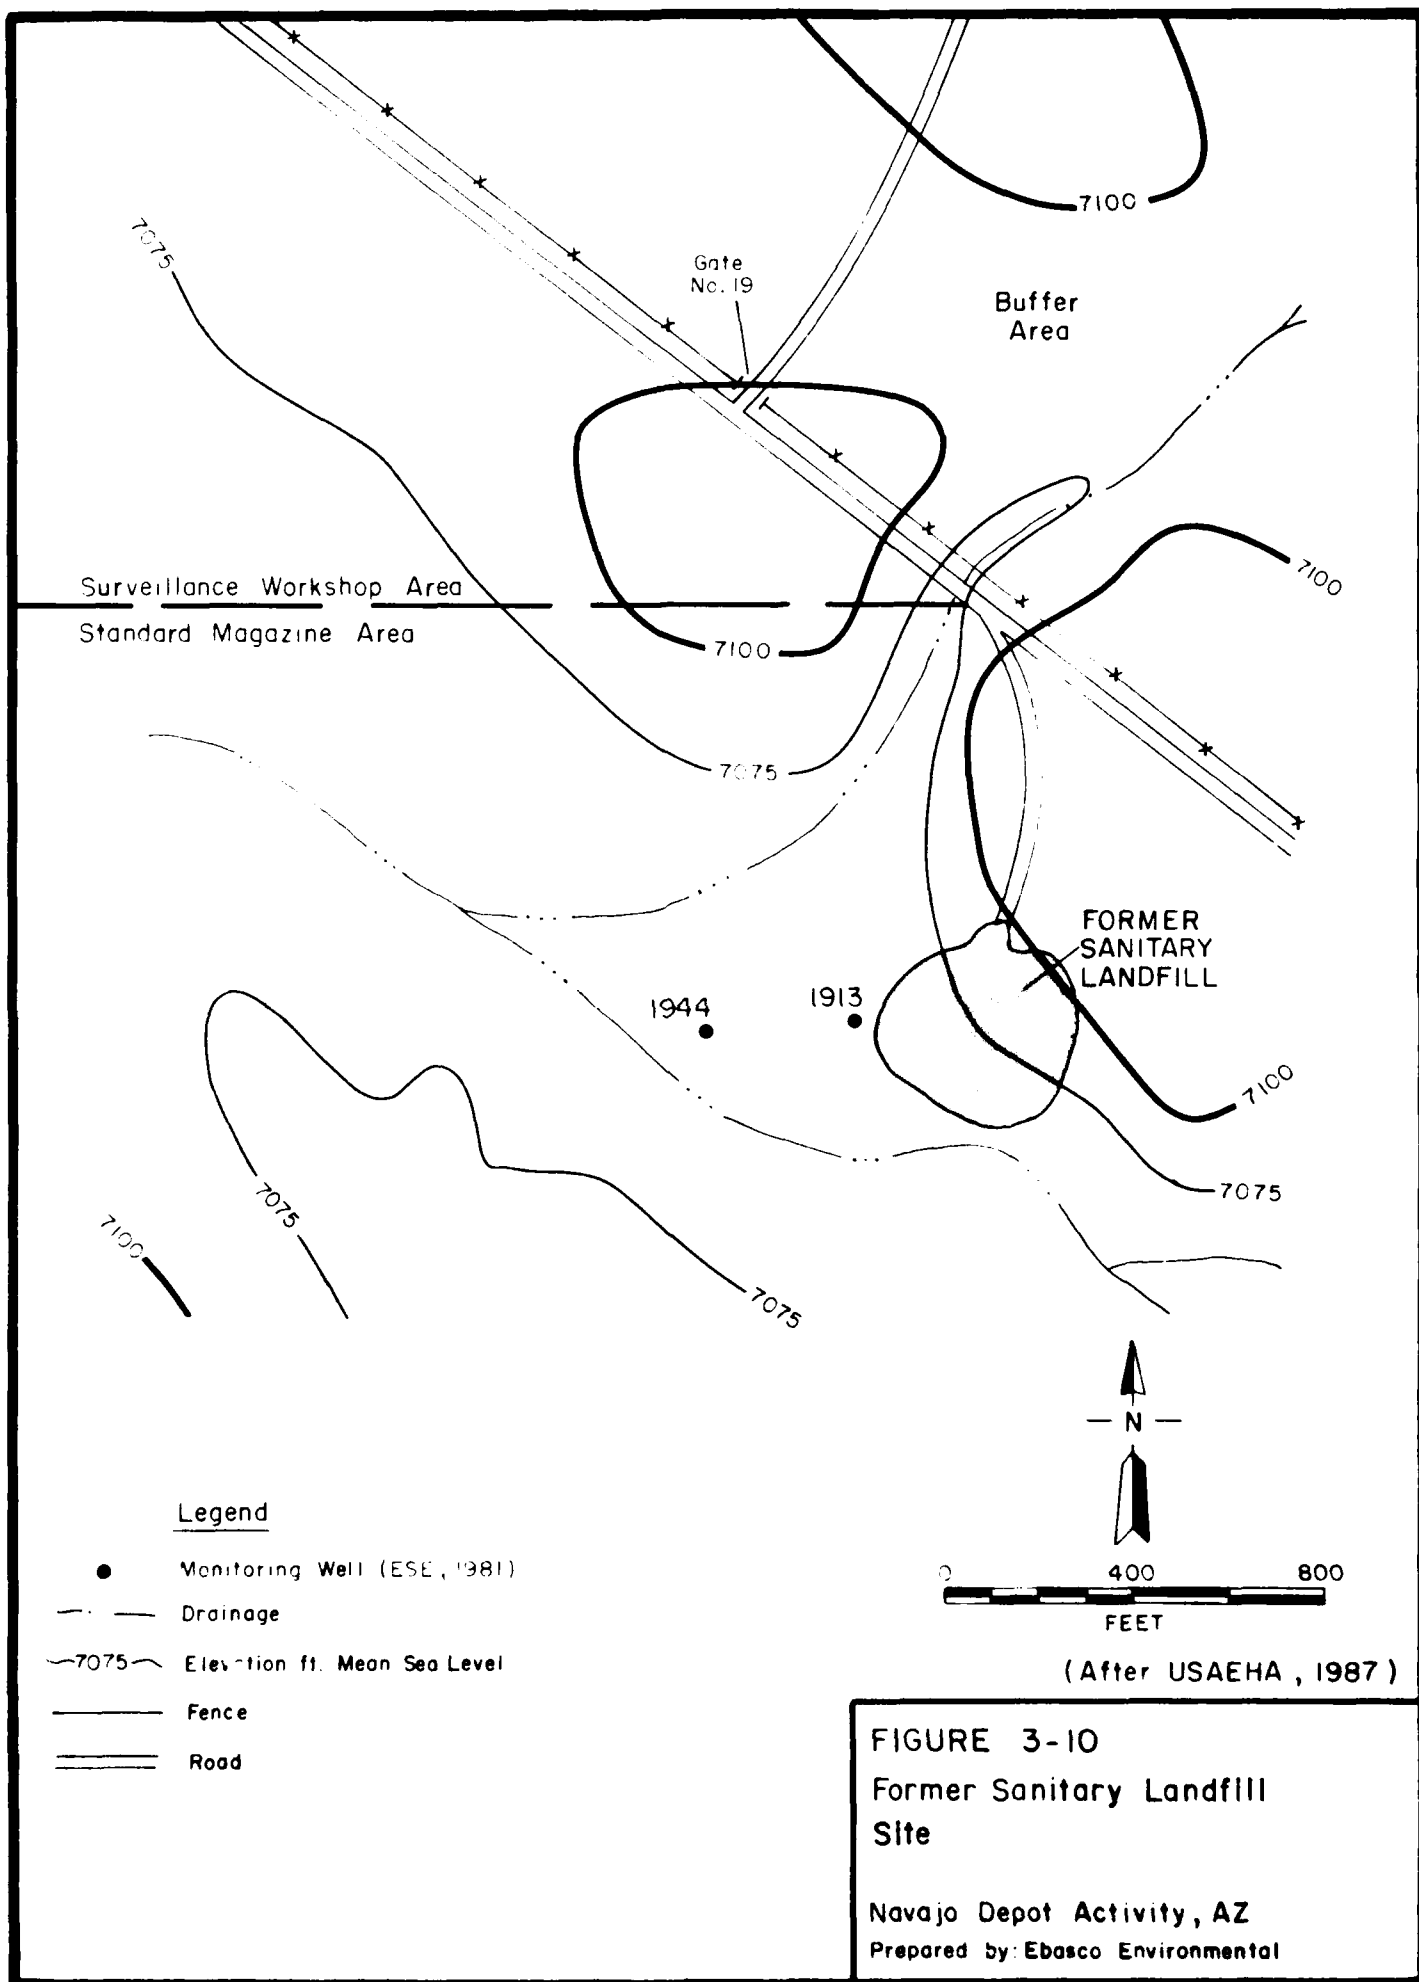 7100
7075
Gate
No. 19
Buffer
Area
7100
Surveillance Workshop Area
Standard Magazine Area
7100
7075
FORMER
SANITARY
LANDFILL
1944
1913
7100
7075
7075
7100
7075
N
Legend
Monitoring Well (ESE, 1981)
Drainage
7075
ft. Mean Sea Level
Fence
Road
0 400 800
FEET
(After USAEHA, 1987)
FIGURE 3-10
Former Sanitary Landfill
Site
Navajo Depot Activity, AZ
Prepared by: Ebasco Environmental